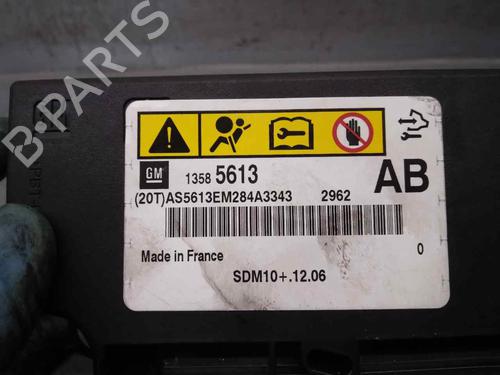 B-PARTS
GM
1358 5613
AB
(20T)AS5613EM284A3343 2962
Made in France
0
SDM10+.12.06